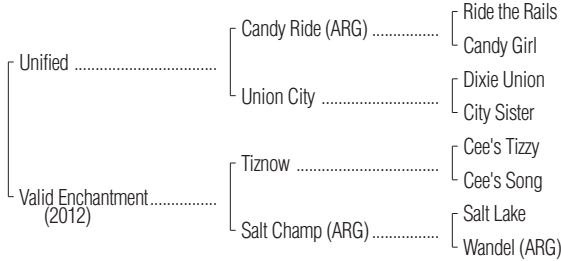 Ride the Rails
Candy Ride (ARG) ................
Candy Girl
Unified ..................................
Dixie Union
Union City ............................
City Sister
Cee's Tizzy
Tiznow ..................................
Cee's Song
Valid Enchantment................
(2012)
Salt Lake
Salt Champ (ARG) ................
Wandel (ARG)